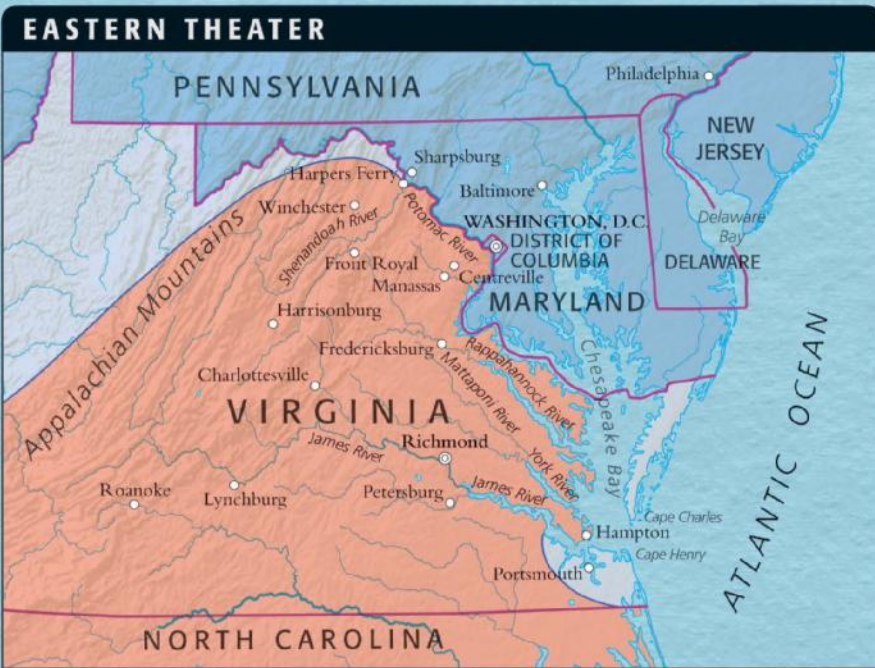 EASTERN THEATER
PENNSYLVANIA
Philadelphia
NEW
JERSEY
Sharpsburg
Harpers Ferry
Baltimore
Winchester
Potomac River
Shenandoah River
WASHINGTON, D.C.
DISTRICT OF
COLUMBIA
Delaware
Bay
DELAWARE
Front Royal
Centreville
Manassas
MARYLAND
Appalachian Mountains
Harrisonburg
Fredericksburg
Rappahannock River
Mattaponi River
Chesapeake Bay
Charlottesville
VIRGINIA
ATLANTIC OCEAN
Richmond
James River
York River
Roanoke
Lynchburg
Petersburg
James River
Cape Charles
Hampton
Cape Henry
Portsmouth
NORTH CAROLINA